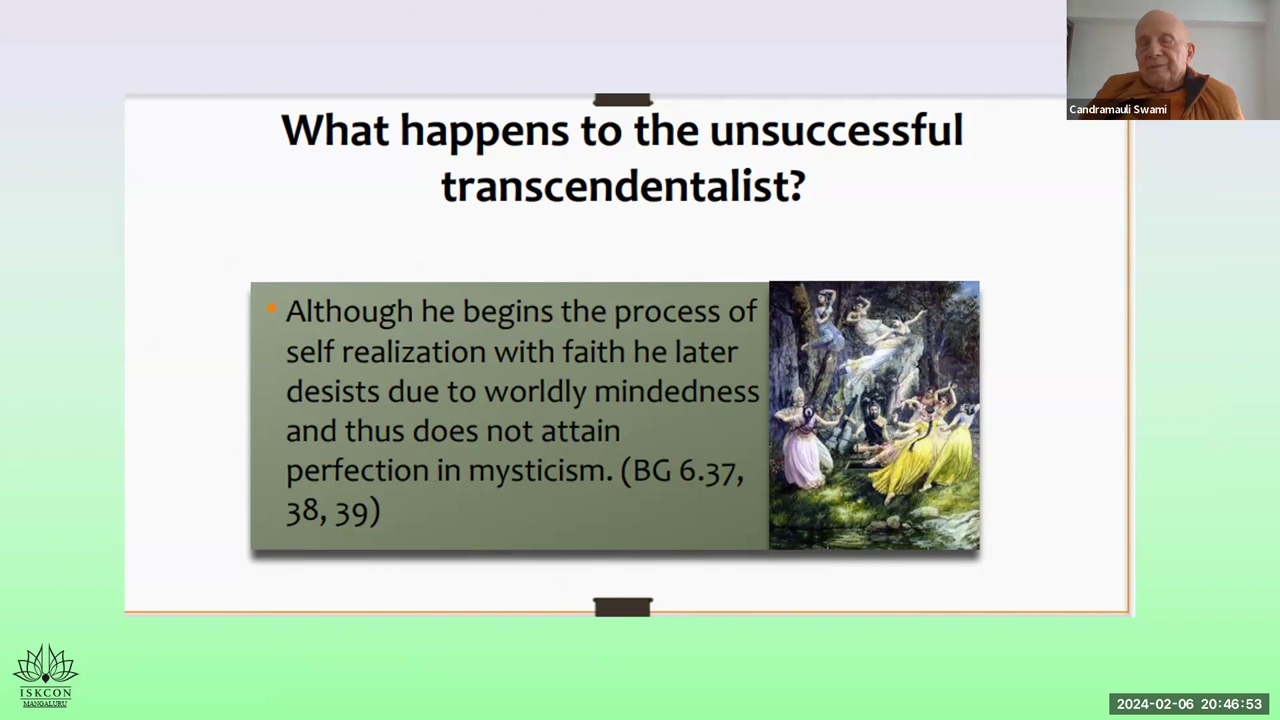 Candramauli Swami
What happens to the unsuccessful
transcendentalist?
• Although he begins the process of
self realization with faith he later
desists due to worldly mindedness
and thus does not attain
perfection in mysticism. (BG 6.37,
38, 39)
ISKCON
MANGALURU
2024-02-06 20:46:53